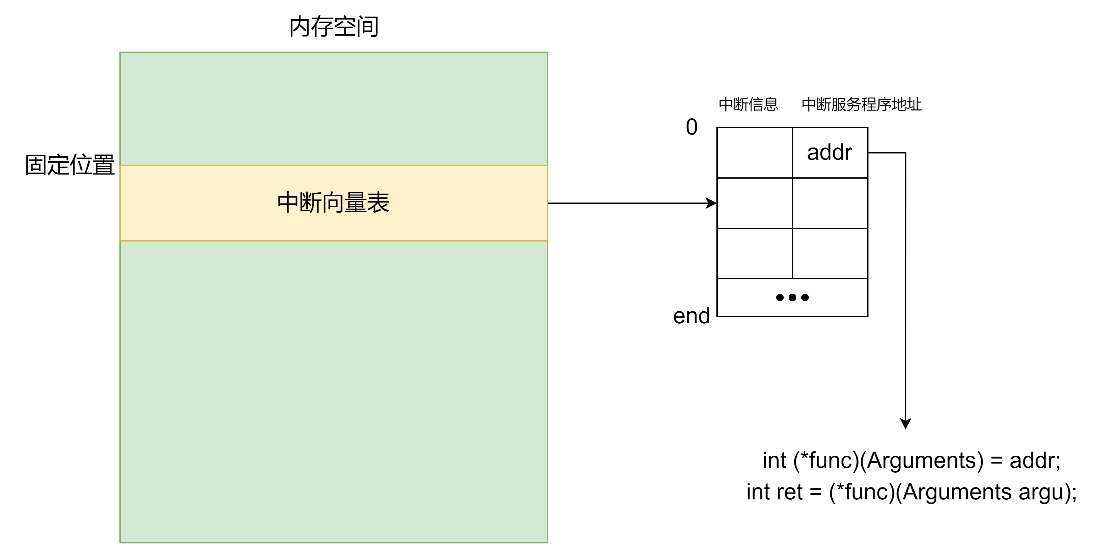 内存空间
固定位置
中断向量表
中断信息 中断服务程序地址
0
addr
•••
end
int (*func)(Arguments) = addr;
int ret = (*func)(Arguments argu);